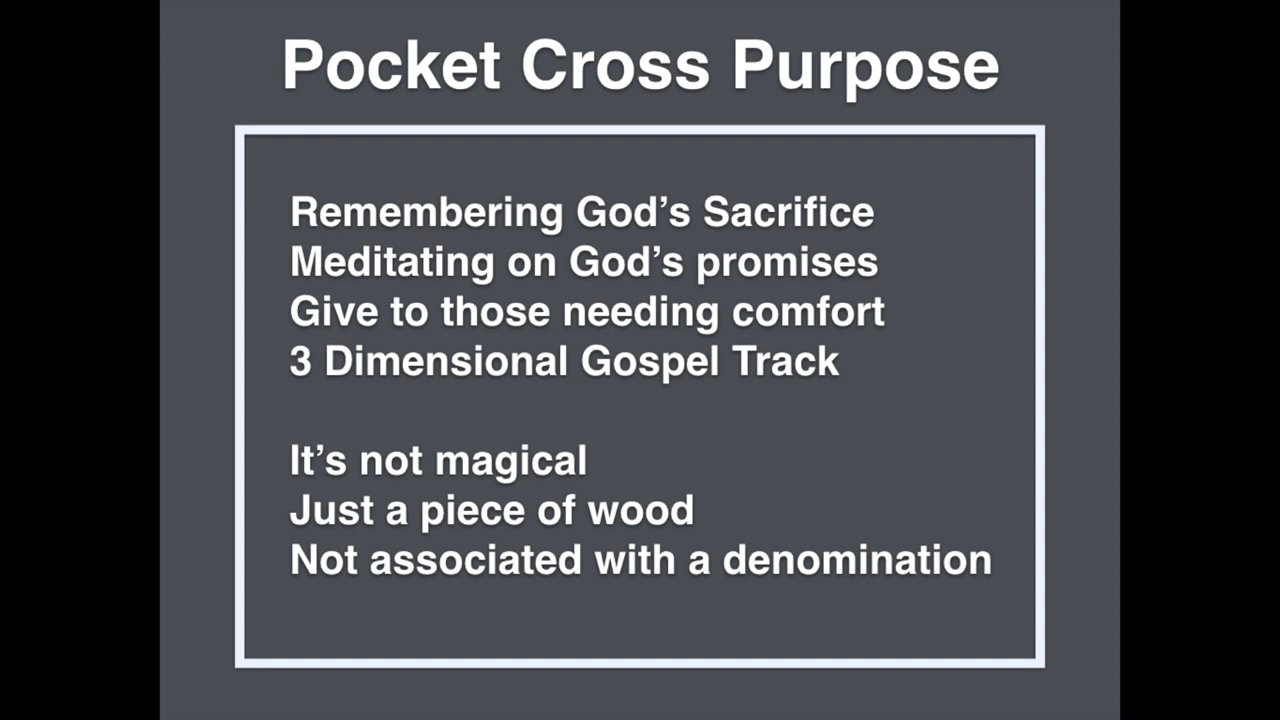 Pocket Cross Purpose
Remembering God’s Sacrifice
Meditating on God’s promises
Give to those needing comfort
3 Dimensional Gospel Track
It’s not magical
Just a piece of wood
Not associated with a denomination